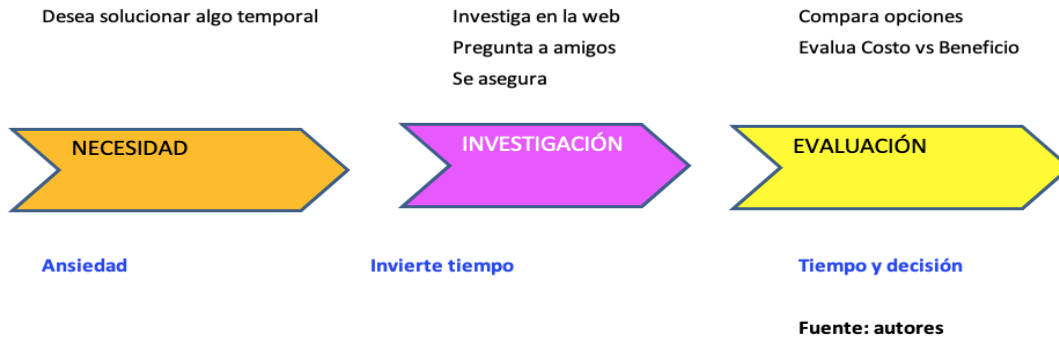 Desea solucionar algo temporal
Investiga en la web
Pregunta a amigos
Se asegura
Compara opciones
Evalua Costo vs Beneficio
NECESIDAD
INVESTIGACIÓN
EVALUACIÓN
Ansiedad
Invierte tiempo
Tiempo y decisión
Fuente: autores